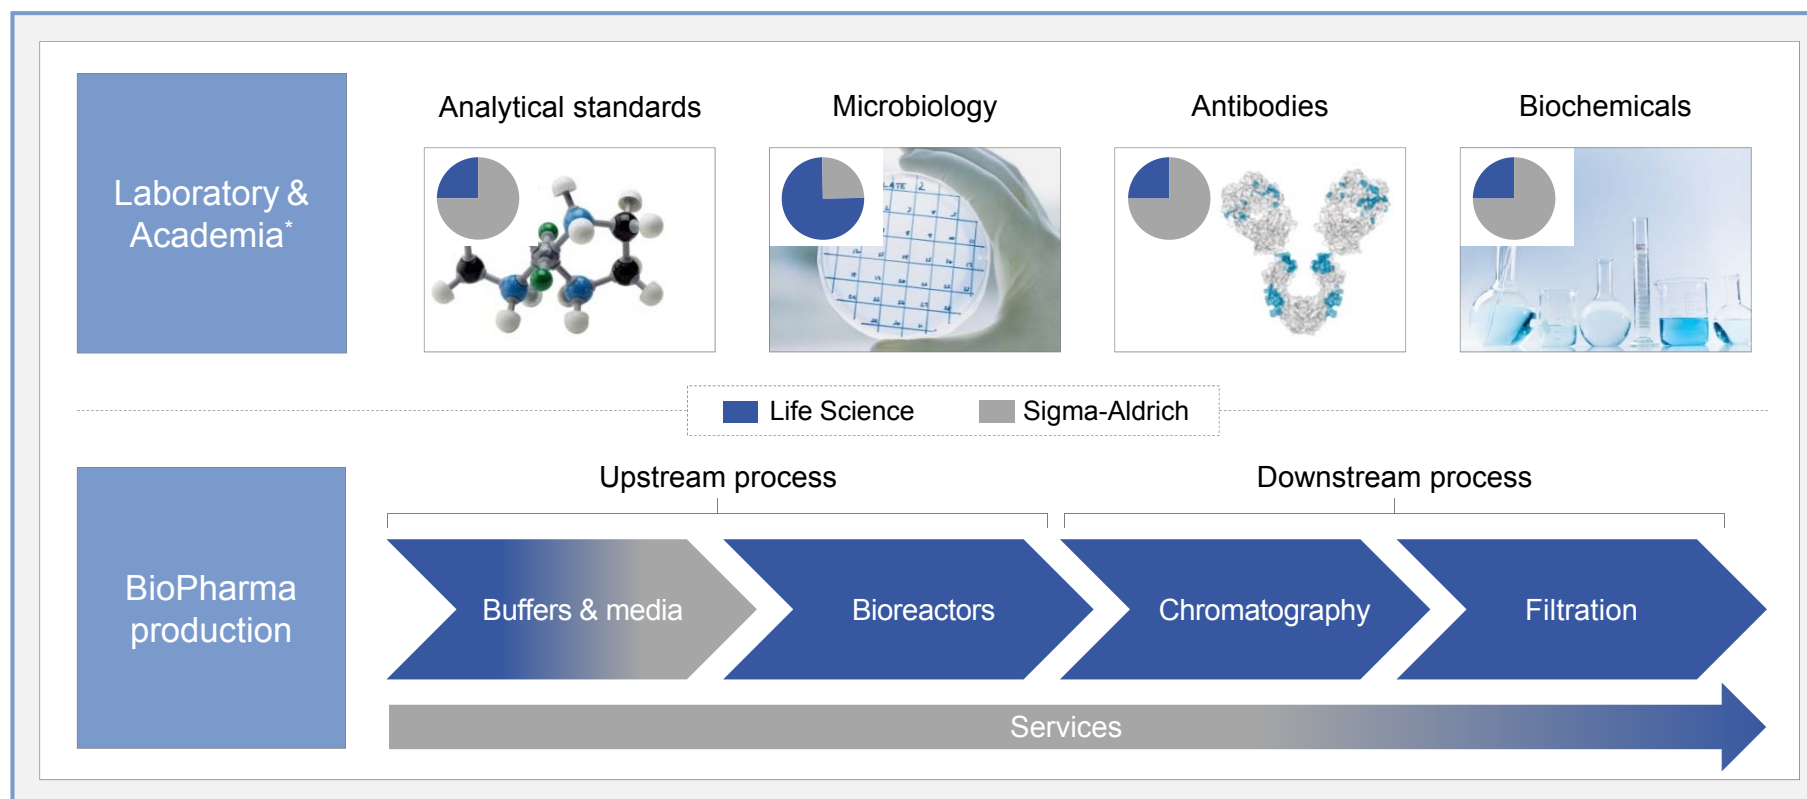 Analytical standards
Microbiology
Antibodies
Biochemicals
Laboratory &
Academia*
Life Science
Sigma-Aldrich
Upstream process
Downstream process
BioPharma
production
Buffers & media
Bioreactors
Chromatography
Filtration
Services